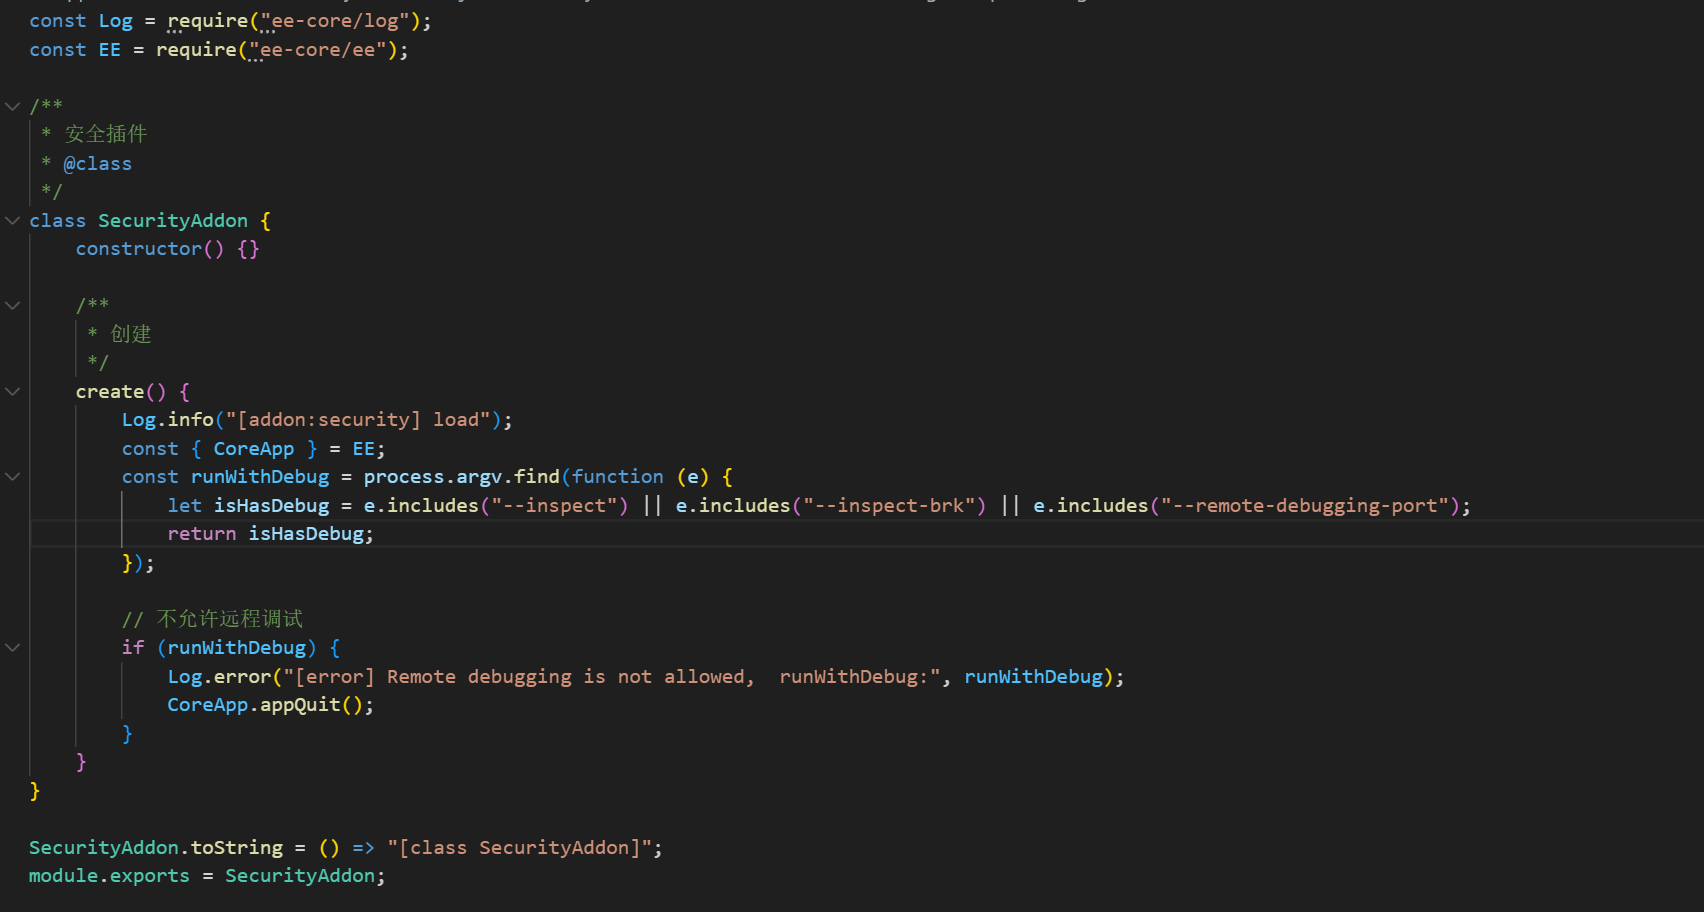 const Log = require("ee-core/log");
const EE = require("ee-core/ee");
/**
* 安全插件
* @class
*/
class SecurityAddon {
constructor() {}
/**
* 创建
*/
create() {
Log.info("[addon:security] load");
const { CoreApp } = EE;
const runWithDebug = process.argv.find(function (e) {
let isHasDebug = e.includes("--inspect") || e.includes("--inspect-brk") || e.includes("--remote-debugging-port");
return isHasDebug;
});
// 不允许远程调试
if (runWithDebug) {
Log.error("[error] Remote debugging is not allowed,  runWithDebug:", runWithDebug);
CoreApp.appQuit();
}
}
}
SecurityAddon.toString = () => "[class SecurityAddon]";
module.exports = SecurityAddon;